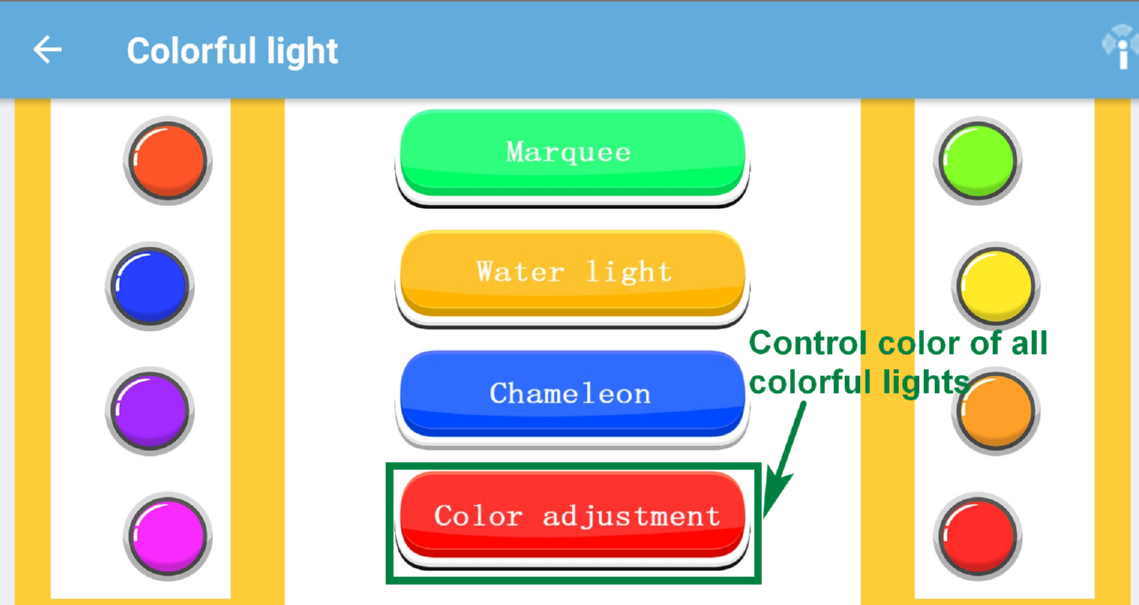 Colorful light
Marquee
Water light
Control color of all
colorful lights
Chameleon
Color adjustment